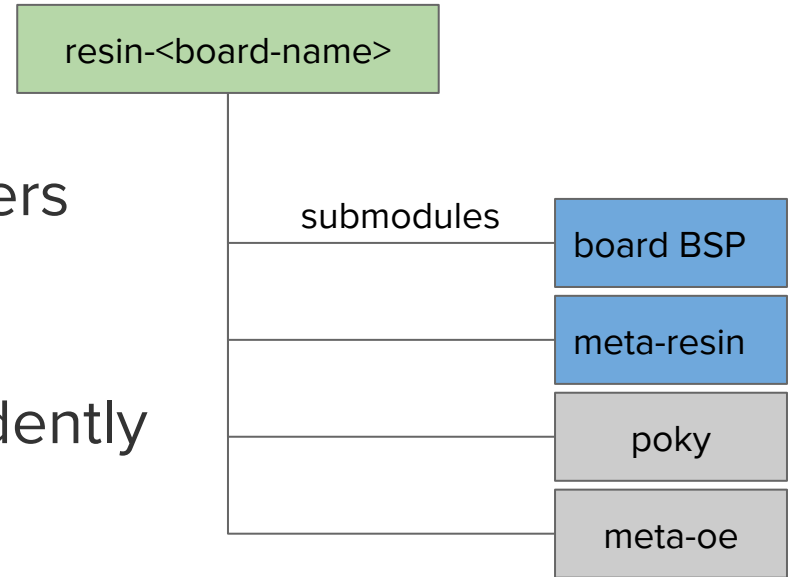 resin-<board-name>
ers
submodules
board BSP
meta-resin
dently
poky
meta-oe